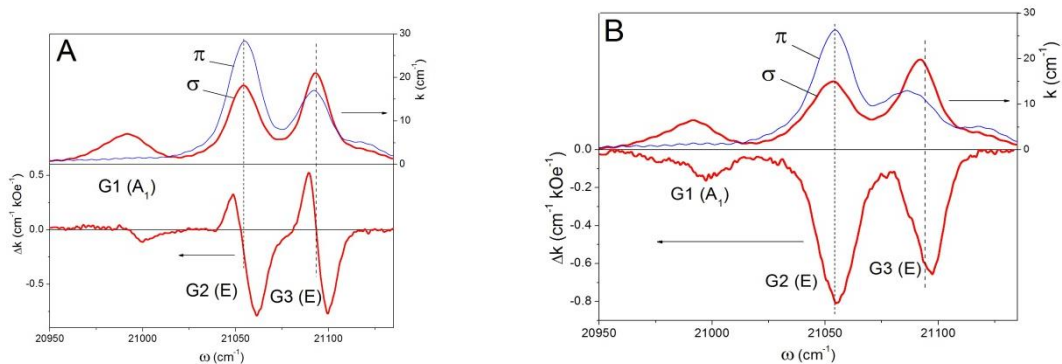 A
π
σ
30
20
10
0
k (cm⁻¹)
G1 (A₁)
G2 (E)
G3 (E)
0.5
0.0
-0.5
Δk (cm⁻¹ kOe⁻¹)
20950 21000 21050 21100
ω (cm⁻¹)
B
π
σ
30
20
10
0
k (cm⁻¹)
0.0
-0.2
-0.4
-0.6
-0.8
Δk (cm⁻¹ kOe⁻¹)
G1 (A₁)
G2 (E)
G3 (E)
20950 21000 21050 21100
ω (cm⁻¹)